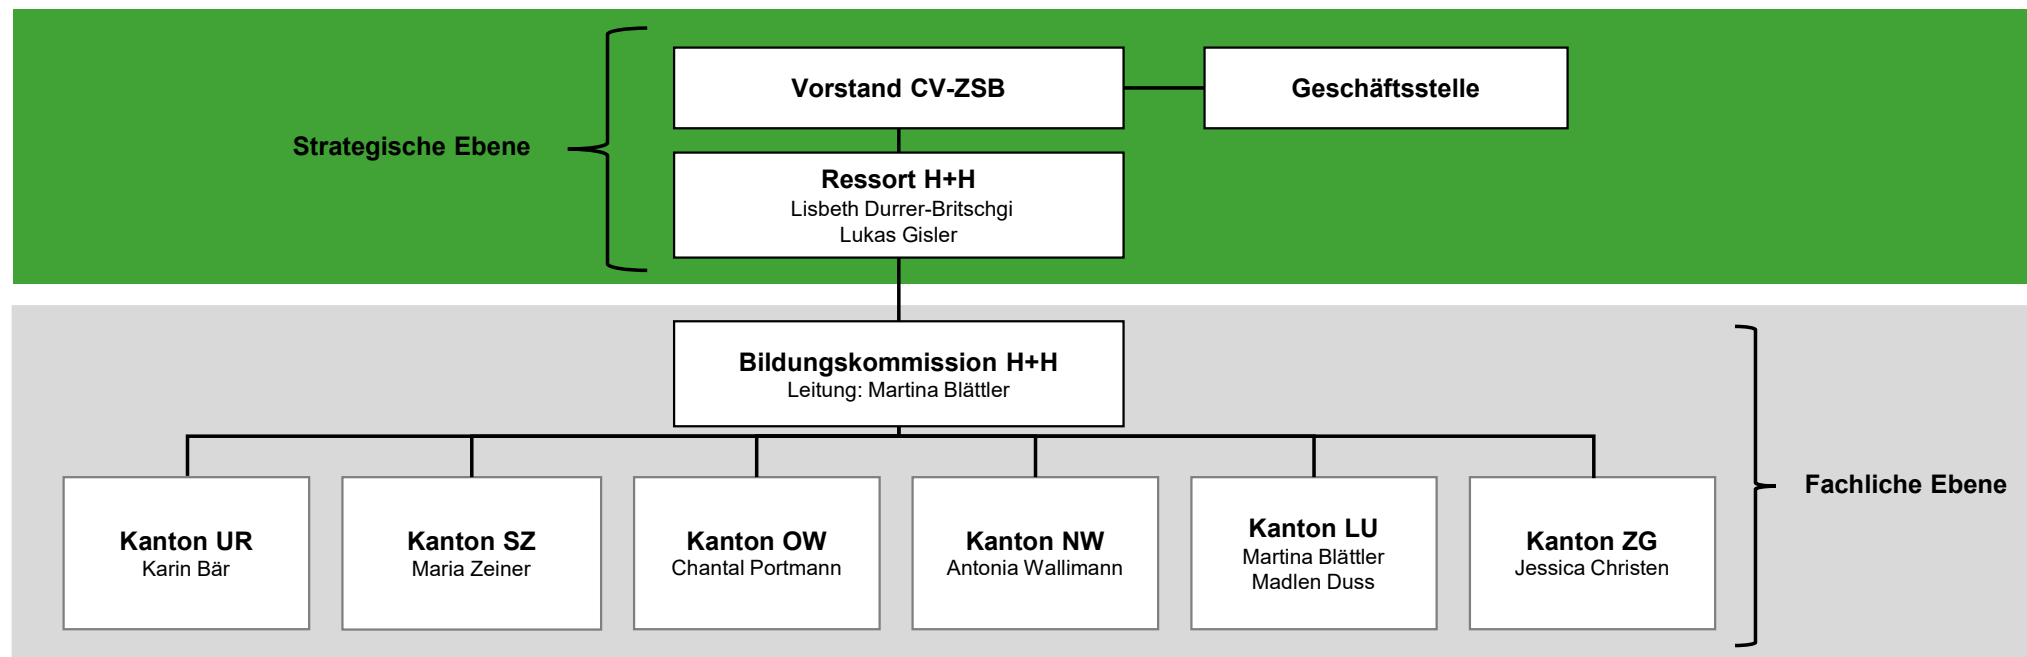 Vorstand CV-ZSB
Geschäftsstelle
Strategische Ebene
Ressort H+H
Lisbeth Durrer-Britschgi
Lukas Gisler
Bildungskommission H+H
Leitung: Martina Blättler
Fachliche Ebene
Kanton UR
Karin Bär
Kanton SZ
Maria Zeiner
Kanton OW
Chantal Portmann
Kanton NW
Antonia Wallimann
Kanton LU
Martina Blättler
Madlen Duss
Kanton ZG
Jessica Christen